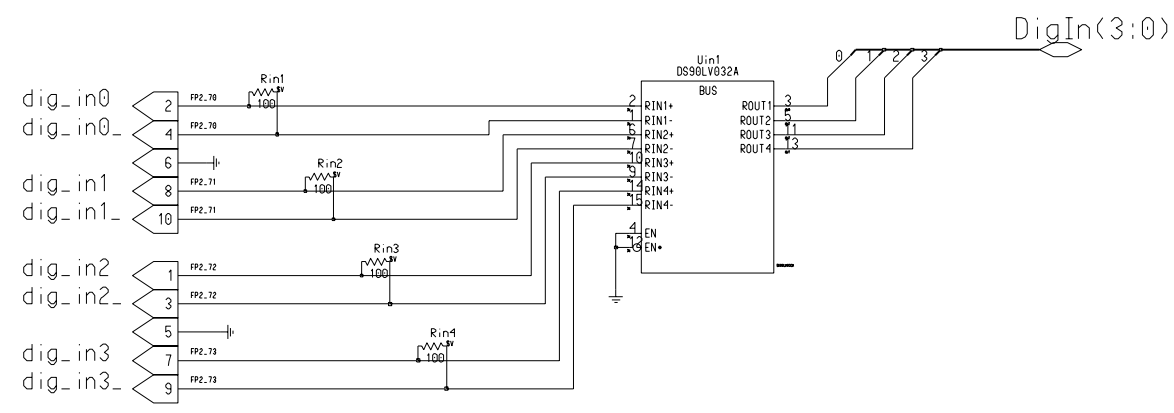 DigIn(3:0)
0 1 2 3
Uin1
DS90LV032A
BUS
Rin1
100
dig_in0 2 FP2_70
dig_in0_ 4 FP2_70
6
Rin2
100
dig_in1 8 FP2_71
dig_in1_ 10 FP2_71
Rin3
100
dig_in2 1 FP2_72
dig_in2_ 3 FP2_72
5
Rin4
100
dig_in3 7 FP2_73
dig_in3_ 9 FP2_73
2 RIN1+ ROUT1 3
1 RIN1- ROUT2 5
6 RIN2+ ROUT3 11
7 RIN2- ROUT4 13
10 RIN3+
9 RIN3-
14 RIN4+
15 RIN4-
4 EN
12 EN*